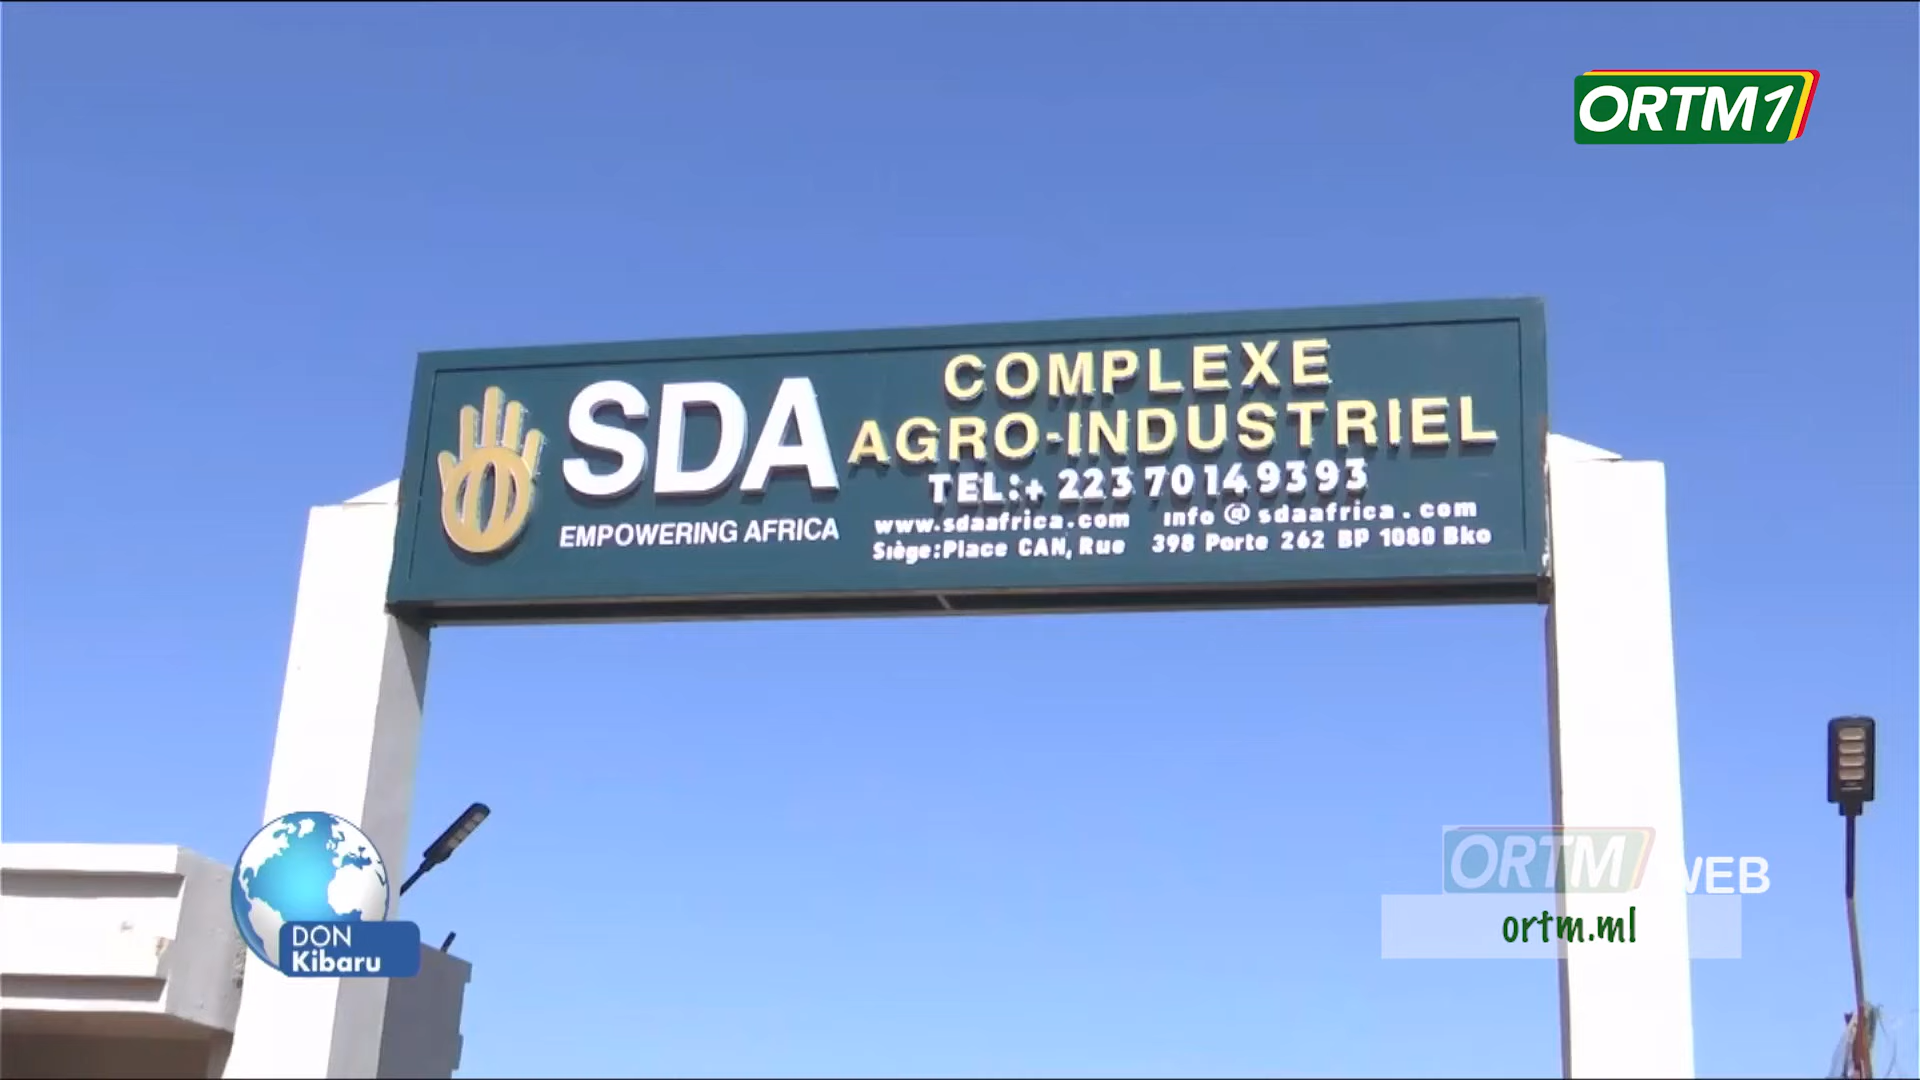 ORTM1
SDA
EMPOWERING AFRICA
COMPLEXE
AGRO-INDUSTRIEL
TEL:+ 223 70 14 93 93
www.sdaafrica.com info @ sdaafrica.com
Siège:Place CAN, Rue 398 Porte 262 BP 1080 Bko
ORTM1 WEB
ortm.ml
DON
Kibaru